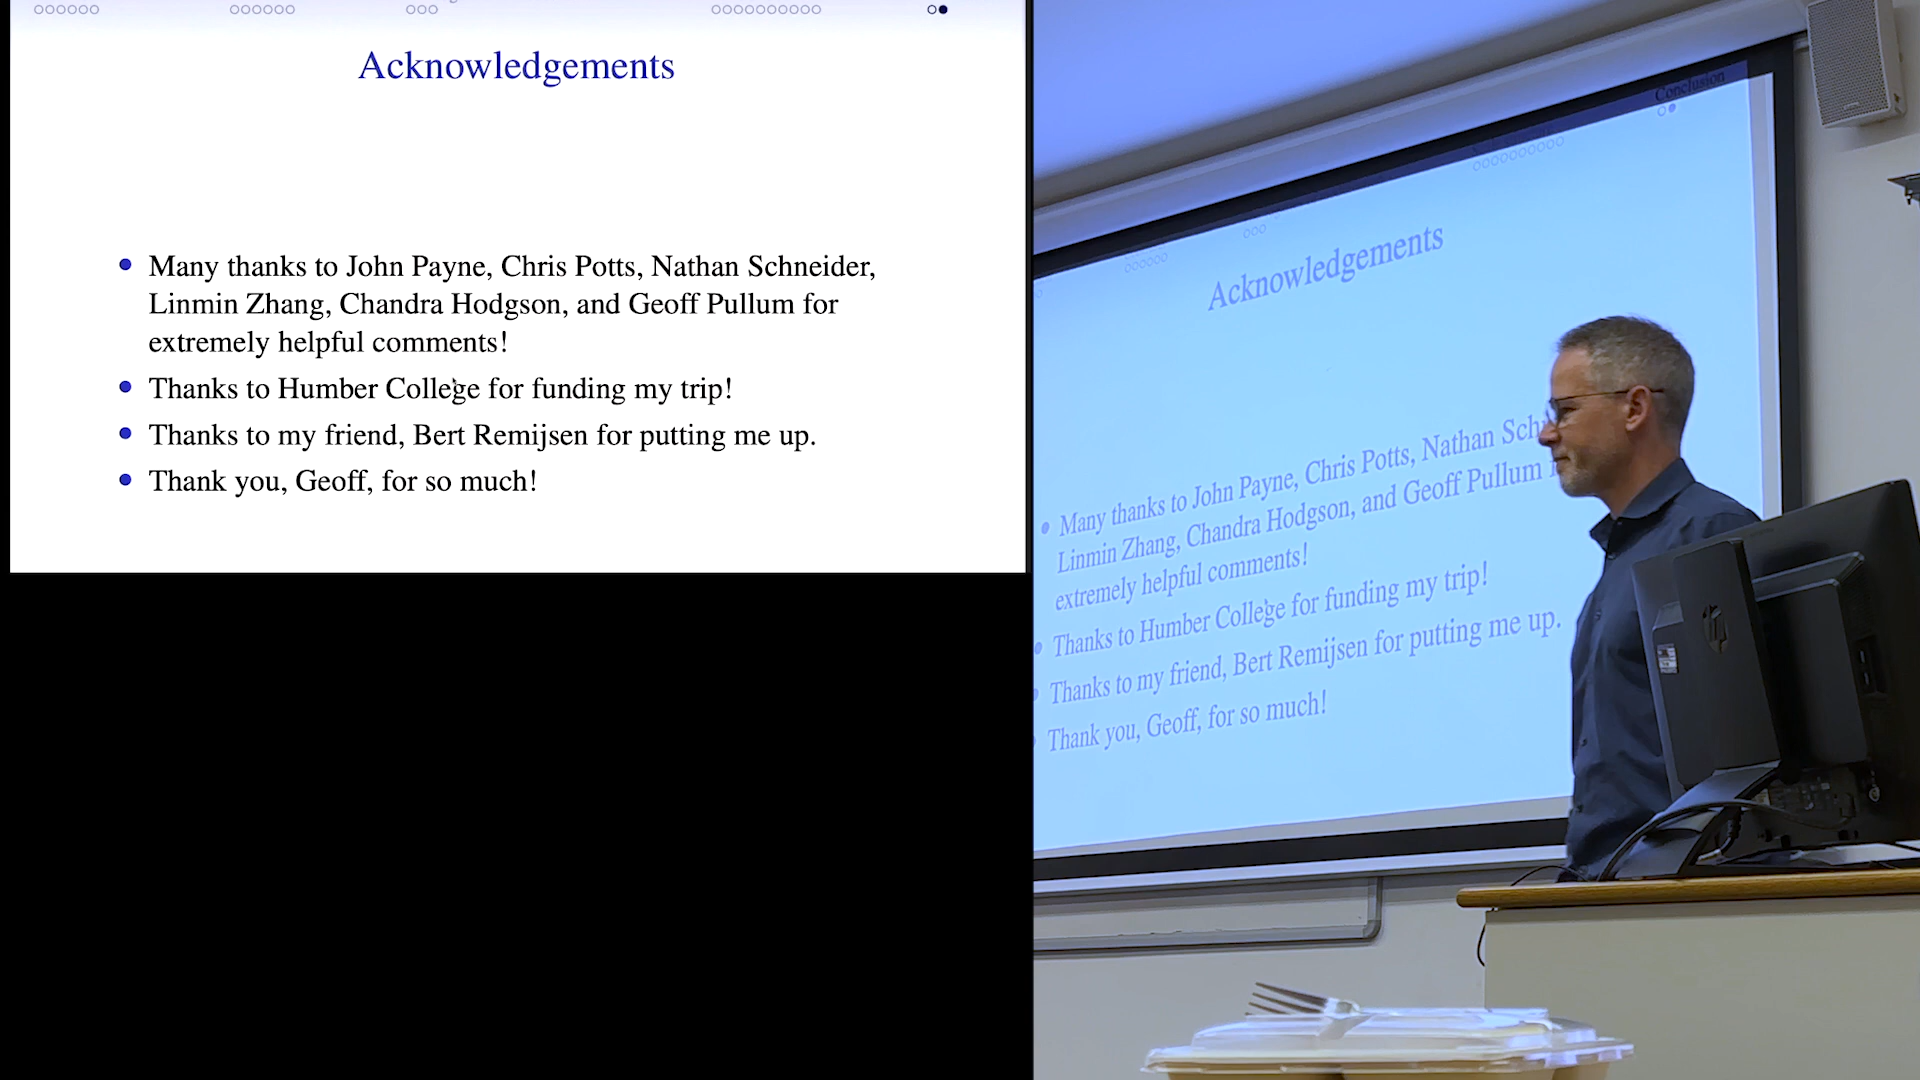 Acknowledgements
Many thanks to John Payne, Chris Potts, Nathan Schneider,
Linmin Zhang, Chandra Hodgson, and Geoff Pullum for
extremely helpful comments!
Thanks to Humber College for funding my trip!
Thanks to my friend, Bert Remijsen for putting me up.
Thank you, Geoff, for so much!
Conclusion
Acknowledgements
Many thanks to John Payne, Chris Potts, Nathan Sch
Linmin Zhang, Chandra Hodgson, and Geoff Pullum
extremely helpful comments!
Thanks to Humber College for funding my trip!
Thanks to my friend, Bert Remijsen for putting me up.
Thank you, Geoff, for so much!
hp